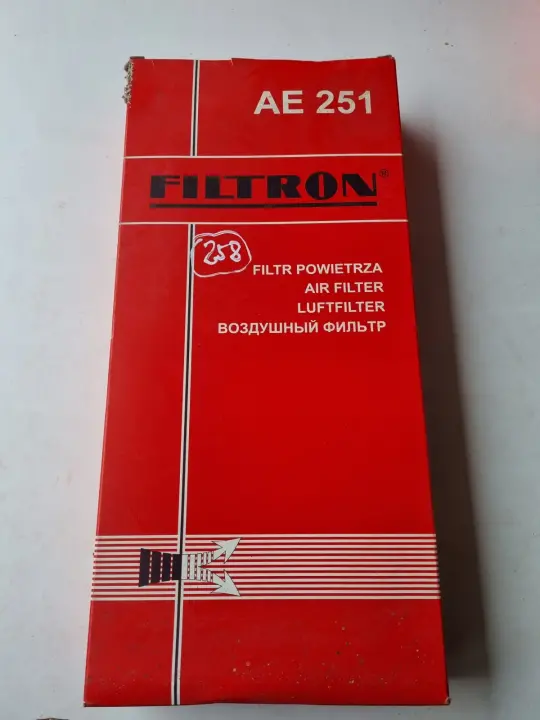 AE 251
FILTRON®
258
FILTR POWIETRZA
AIR FILTER
LUFTFILTER
ВОЗДУШНЫЙ ФИЛЬТР